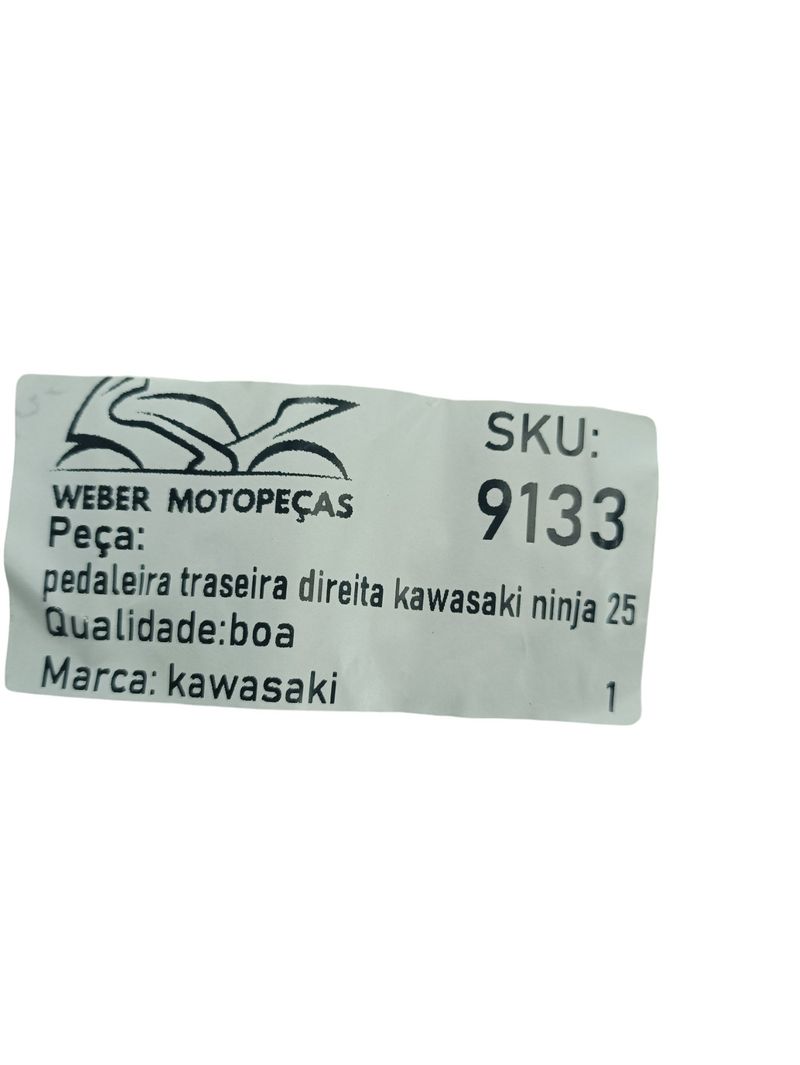 WEBER MOTOPEÇAS
SKU:
9133
Peça:
pedaleira traseira direita kawasaki ninja 25
Qualidade:boa
Marca: kawasaki
1